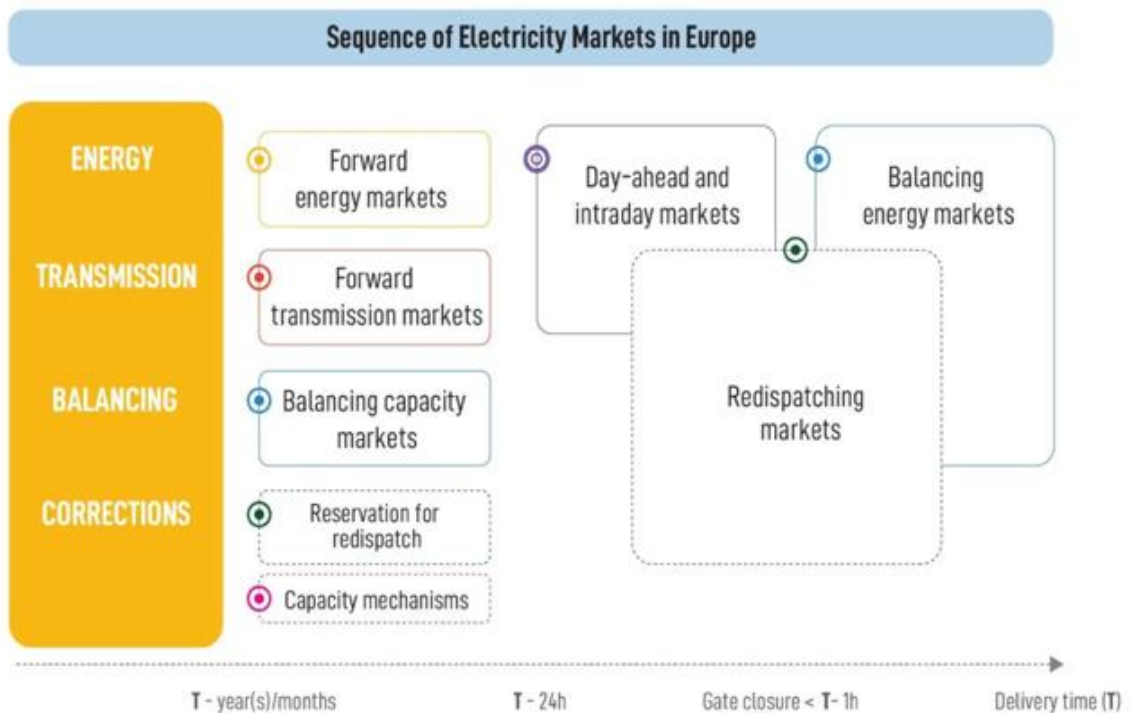 Sequence of Electricity Markets in Europe
ENERGY
Forward
energy markets
Day-ahead and
intraday markets
Balancing
energy markets
TRANSMISSION
Forward
transmission markets
BALANCING
Balancing capacity
markets
Redispatching
markets
CORRECTIONS
Reservation for
redispatch
Capacity mechanisms
T - year(s)/months
T - 24h
Gate closure < T- 1h
Delivery time (T)